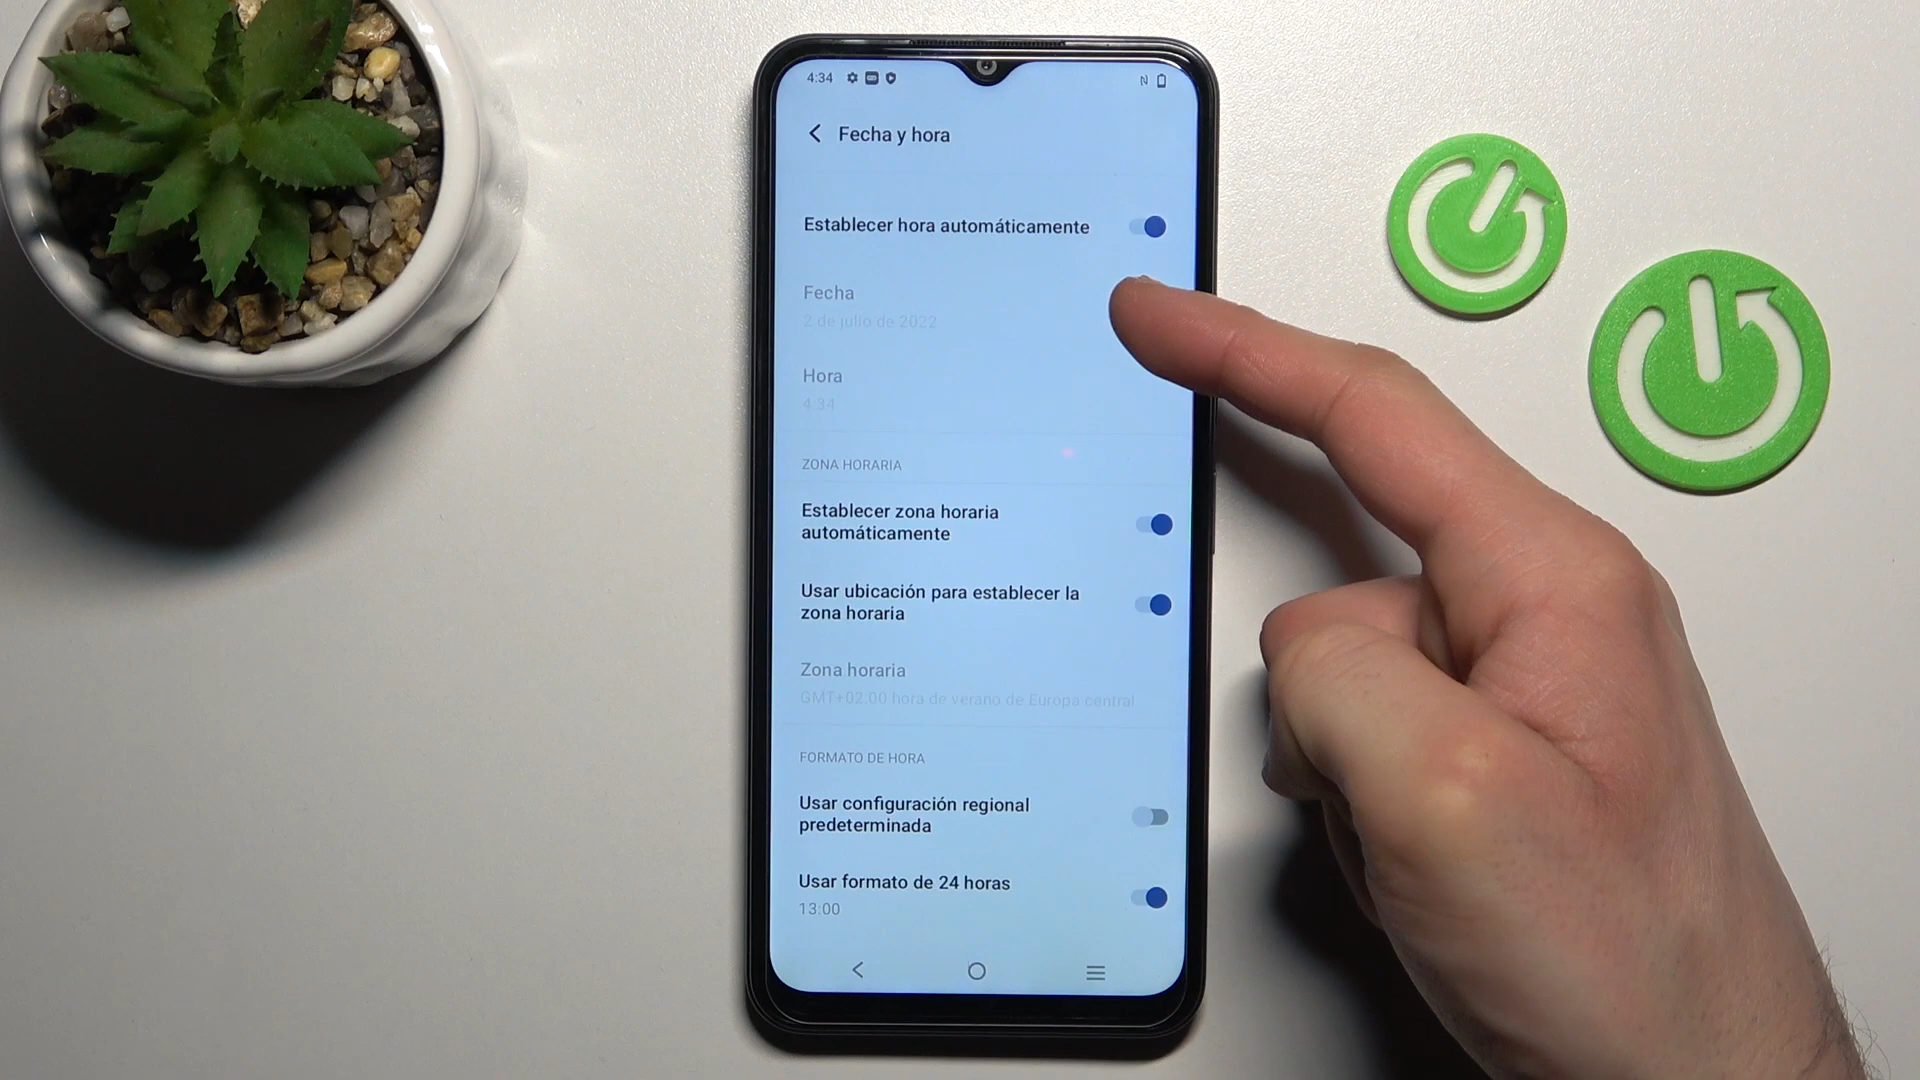 4:34
Fecha y hora
Establecer hora automáticamente
Fecha
2 de julio de 2022
Hora
4:34
ZONA HORARIA
Establecer zona horaria
automáticamente
Usar ubicación para establecer la
zona horaria
Zona horaria
GMT+02:00 hora de verano de Europa central
FORMATO DE HORA
Usar configuración regional
predeterminada
Usar formato de 24 horas
13:00